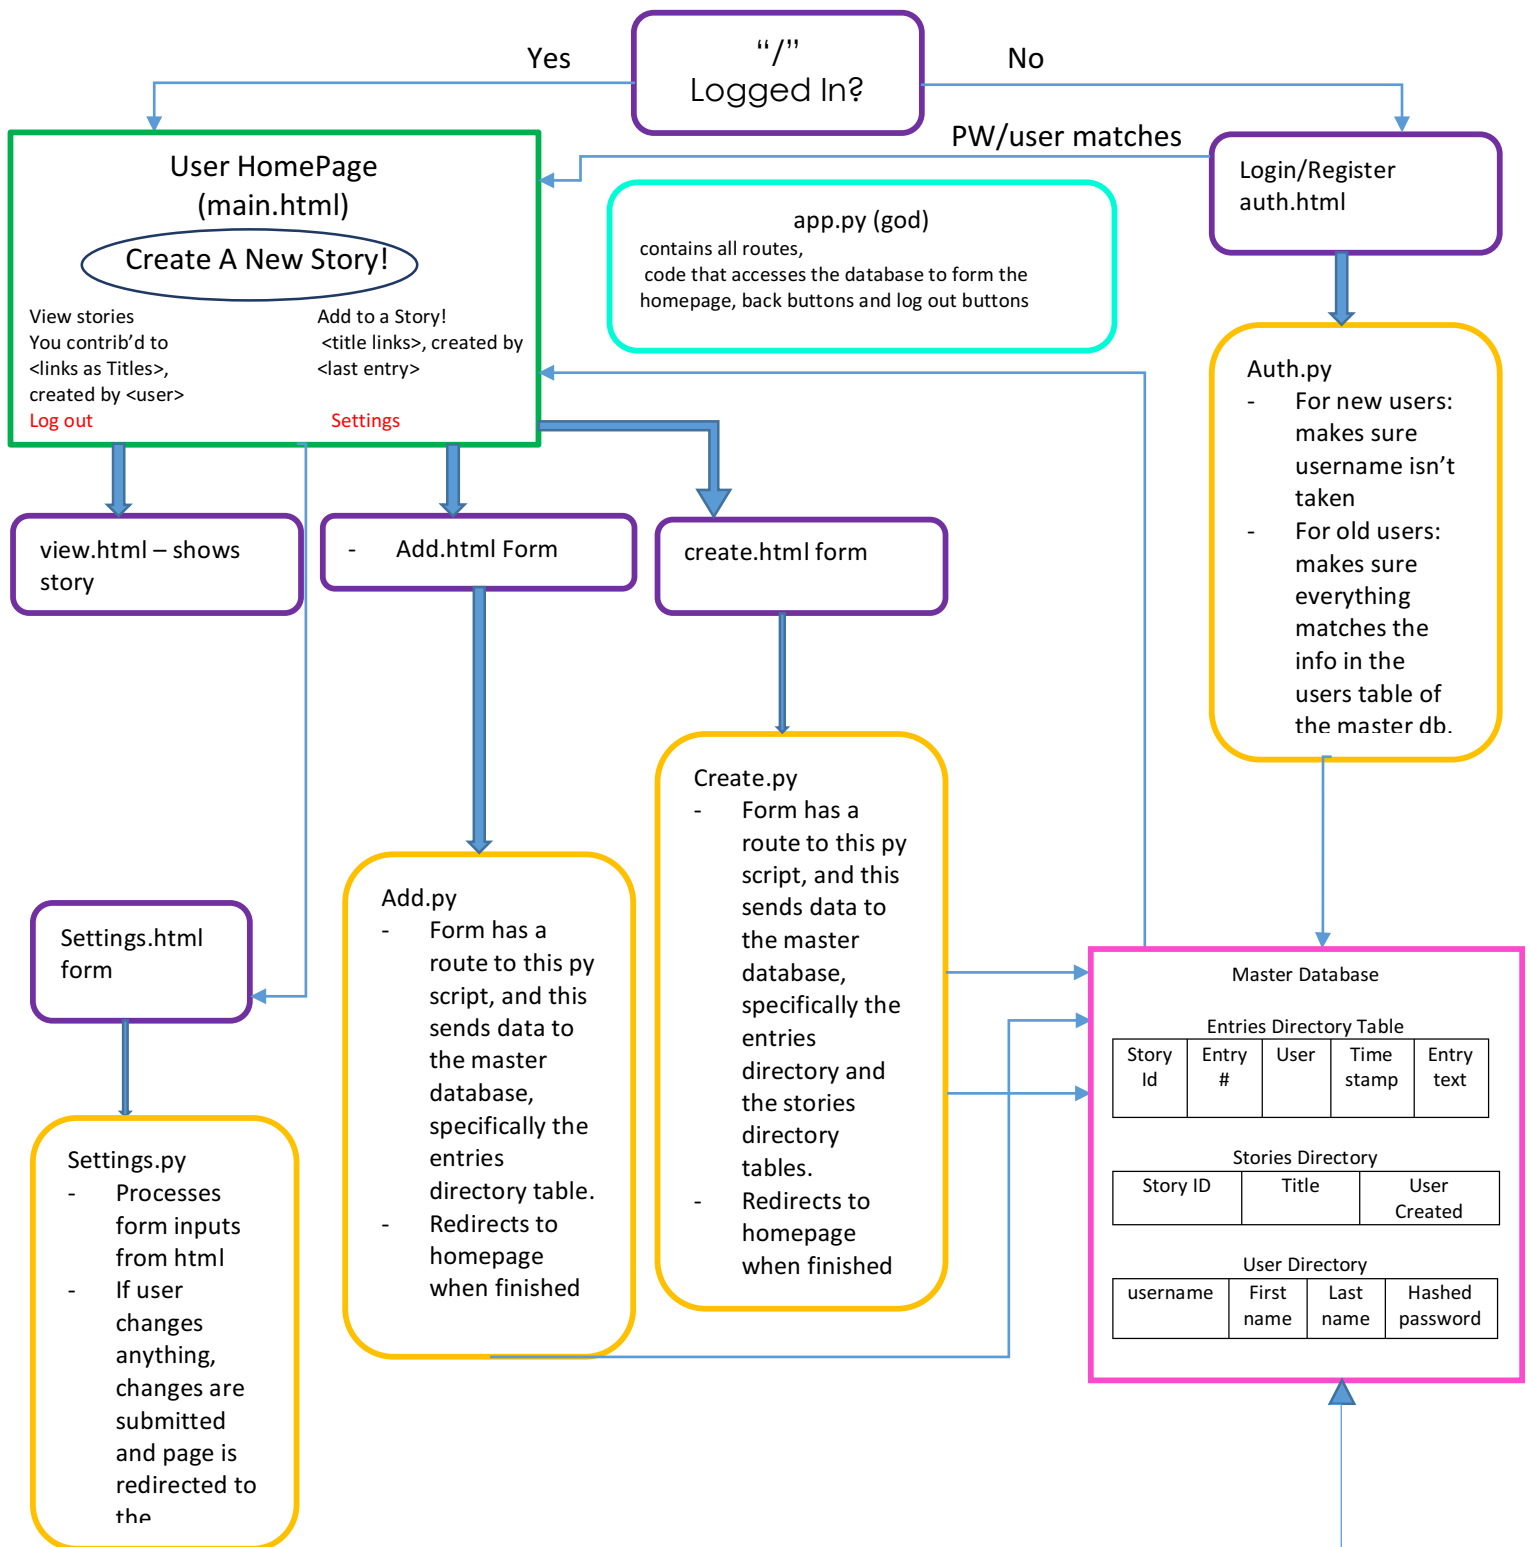 “/”
Logged In?
Yes
No
PW/user matches
User HomePage
(main.html)
Create A New Story!
View stories
You contrib’d to
<links as Titles>,
created by <user>
Log out
Add to a Story!
<title links>, created by
<last entry>
Settings
app.py (god)
contains all routes,
code that accesses the database to form the
homepage, back buttons and log out buttons
Login/Register
auth.html
Auth.py
- For new users:
makes sure
username isn’t
taken
- For old users:
makes sure
everything
matches the
info in the
users table of
the master db.
view.html – shows
story
- Add.html Form
create.html form
Create.py
- Form has a
route to this py
script, and this
sends data to
the master
database,
specifically the
entries
directory and
the stories
directory
tables.
- Redirects to
homepage
when finished
Add.py
- Form has a
route to this py
script, and this
sends data to
the master
database,
specifically the
entries
directory table.
- Redirects to
homepage
when finished
Settings.html
form
Settings.py
- Processes
form inputs
from html
- If user
changes
anything,
changes are
submitted
and page is
redirected to
the
Master Database
Entries Directory Table
Story Id
Entry #
User
Time stamp
Entry text
Stories Directory
Story ID
Title
User Created
User Directory
username
First name
Last name
Hashed password